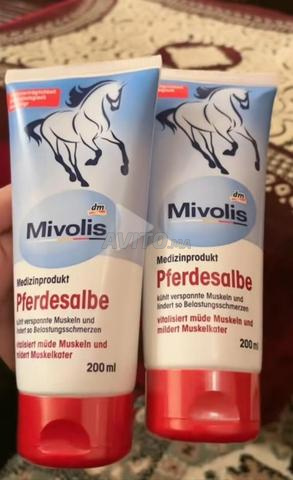 dm
Mivolis
Medizinprodukt
Pferdesalbe
kühlt verspannte Muskeln und
lindert so Belastungsschmerzen
vitalisiert müde Muskeln und
mildert Muskelkater
200 ml
dm
Mivolis
Medizinprodukt
Pferdesalbe
kühlt verspannte Muskeln und
lindert so Belastungsschmerzen
vitalisiert müde Muskeln und
mildert Muskelkater
200 ml
AVITO.ma